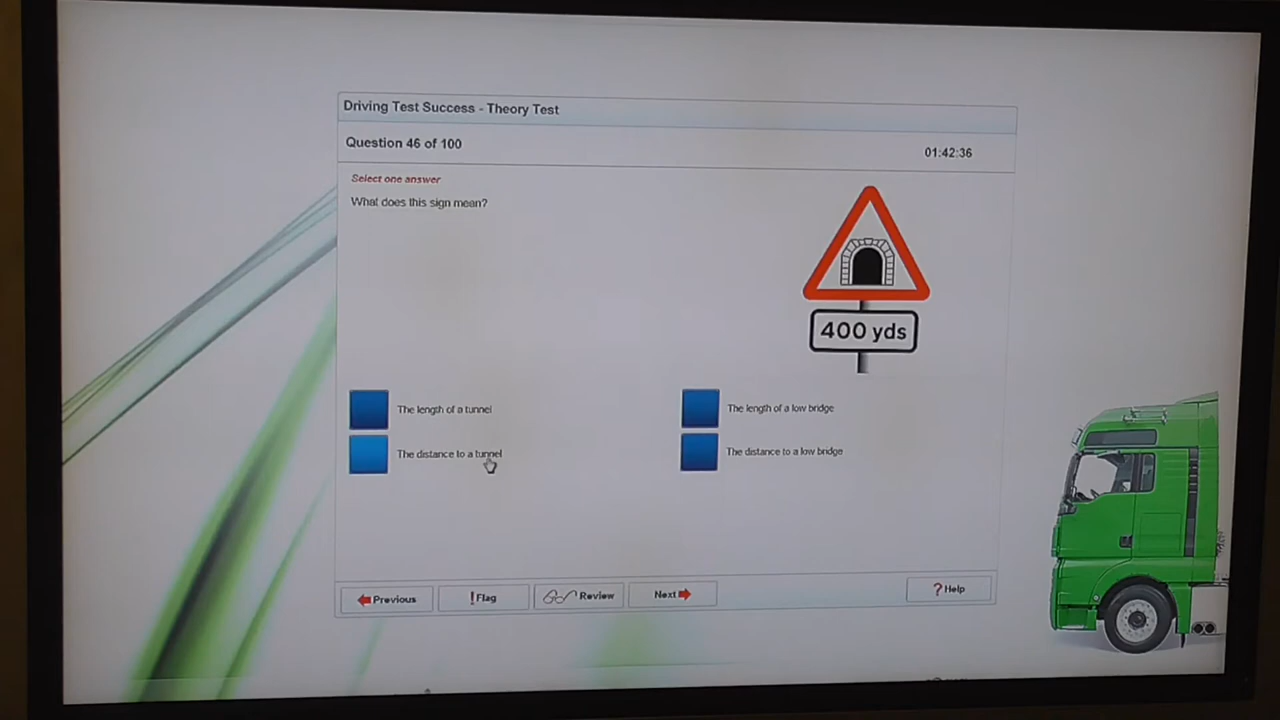 Driving Test Success - Theory Test
Question 46 of 100
01:42:36
Select one answer
What does this sign mean?
400 yds
The length of a tunnel
The length of a low bridge
The distance to a tunnel
The distance to a low bridge
Previous
! Flag
Review
Next
? Help